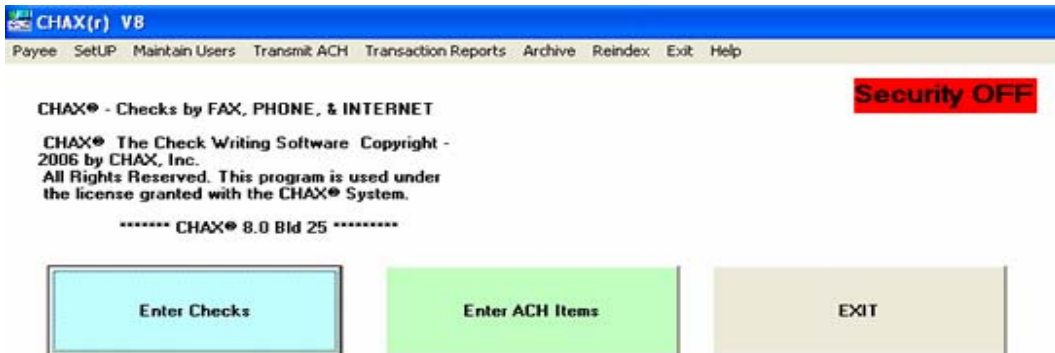 CHAX(r) V8
Payee SetUP Maintain Users Transmit ACH Transaction Reports Archive Reindex Exit Help
Security OFF
CHAX® - Checks by FAX, PHONE, & INTERNET
CHAX® The Check Writing Software Copyright -
2006 by CHAX, Inc.
All Rights Reserved. This program is used under
the license granted with the CHAX® System.
******* CHAX® 8.0 Bld 25 *********
Enter Checks Enter ACH Items EXIT